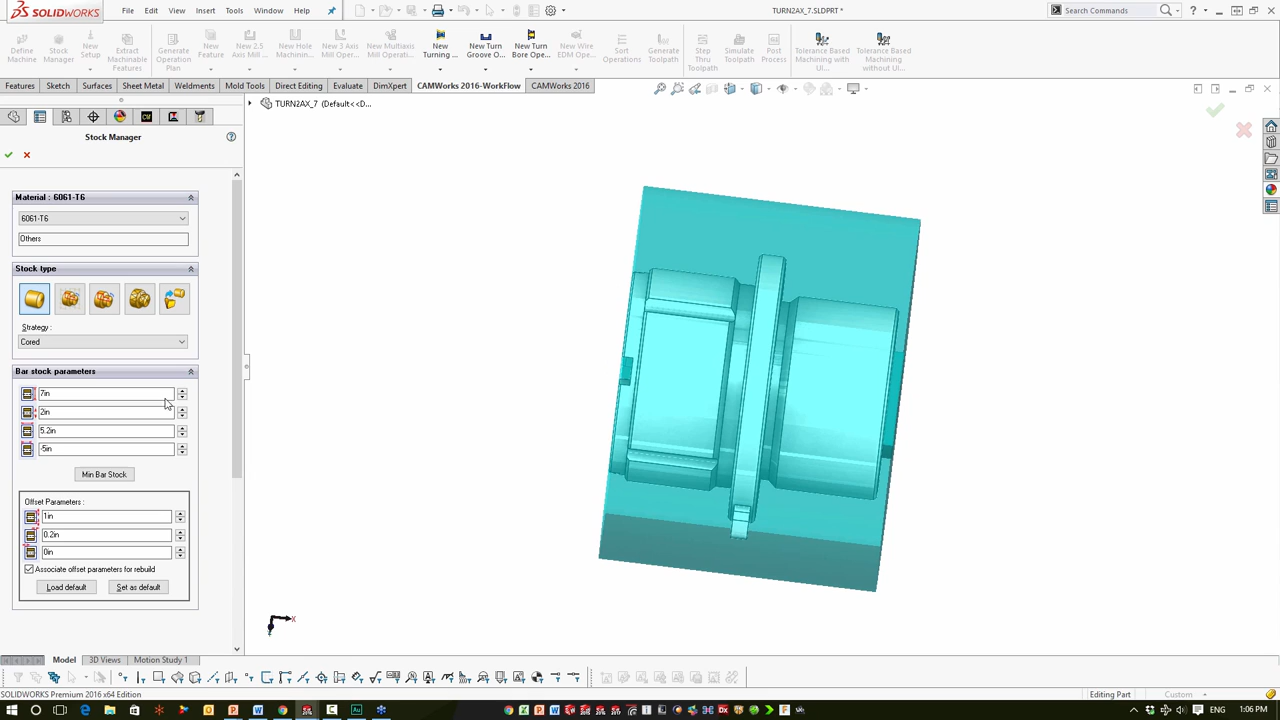 SOLIDWORKS
File Edit View Insert Tools Window Help
TURN2AX_7.SLDPRT *
Search Commands
Define Machine
Stock Manager
New Setup
Extract Machinable Features
Generate Operation Plan
New Feature
New 2.5 Axis Mill ...
New Hole Machinin...
New 3 Axis Mill Oper...
New Multiaxis Mill Operati...
New Turning ...
New Turn Groove O...
New Turn Bore Ope...
New Wire EDM Opera...
Sort Operations
Generate Toolpath
Step Thru Toolpath
Simulate Toolpath
Post Process
Tolerance Based Machining with Ui...
Tolerance Based Machining without Ui...
Features Sketch Surfaces Sheet Metal Weldments Mold Tools Direct Editing Evaluate DimXpert CAMWorks 2016-WorkFlow CAMWorks 2016
TURN2AX_7 (Default<<D...
Stock Manager
Material : 6061-T6
6061-T6
Others
Stock type
Strategy :
Cored
Bar stock parameters
7in
2in
5.2in
-5in
Min Bar Stock
Offset Parameters :
1in
0.2in
0in
Associate offset parameters for rebuild
Load default Set as default
X
Model 3D Views Motion Study 1
SOLIDWORKS Premium 2016 x64 Edition
Editing Part Custom
ENG 1:06 PM